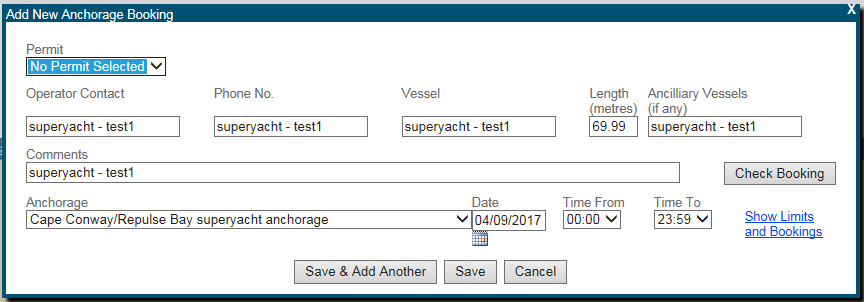 Add New Anchorage Booking X
Permit
No Permit Selected
Operator Contact Phone No. Vessel Length (metres) Ancilliary Vessels (if any)
superyacht - test1 superyacht - test1 superyacht - test1 69.99 superyacht - test1
Comments
superyacht - test1 Check Booking
Anchorage Date Time From Time To
Cape Conway/Repulse Bay superyacht anchorage 04/09/2017 00:00 23:59 Show Limits and Bookings
Save & Add Another Save Cancel